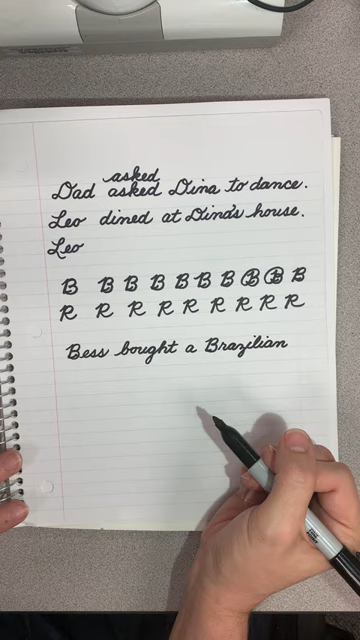 asked
Dad asked Dina to dance.
Leo dined at Dina's house.
Leo
B B B B B B B B B
R R R R R R R R R
Bess bought a Brazilian